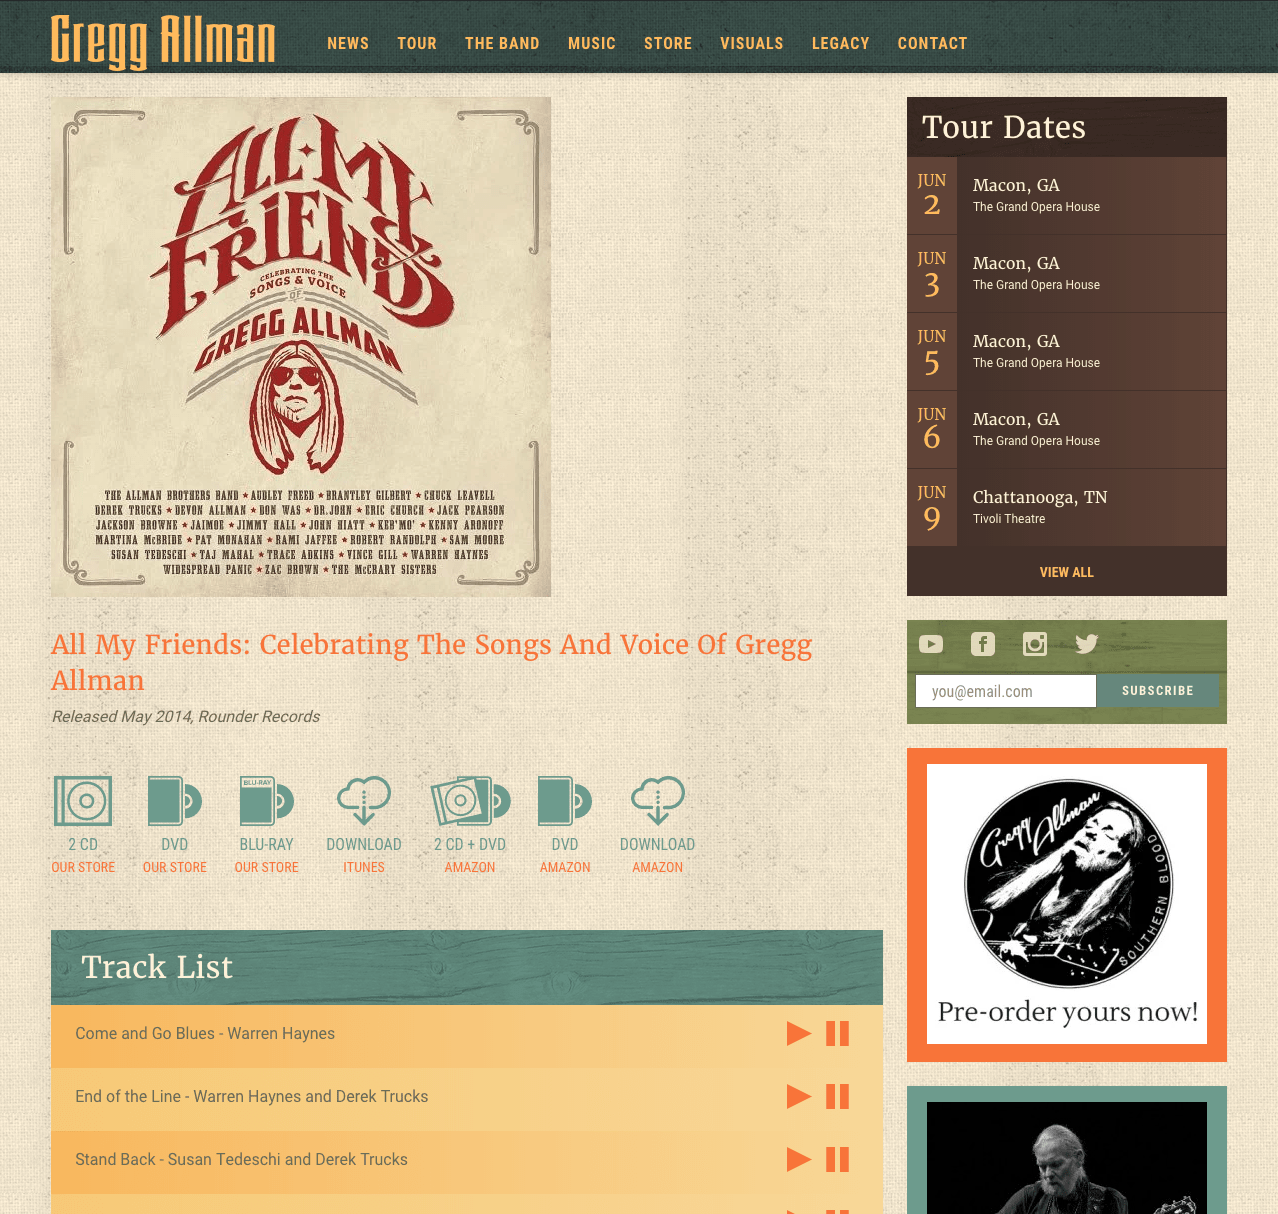 Gregg Allman
NEWS TOUR THE BAND MUSIC STORE VISUALS LEGACY CONTACT
ALL MY
FRIENDS
CELEBRATING THE
SONGS & VOICE
OF
GREGG ALLMAN
THE ALLMAN BROTHERS BAND ★ AUDLEY FREED ★ BRANTLEY GILBERT ★ CHUCK LEAVELL
DEREK TRUCKS ★ DEVON ALLMAN ★ DON WAS ★ DR.JOHN ★ ERIC CHURCH ★ JACK PEARSON
JACKSON BROWNE ★ JAIMOE ★ JIMMY HALL ★ JOHN HIATT ★ KEB'MO' ★ KENNY ARONOFF
MARTINA McBRIDE ★ PAT MONAHAN ★ RAMI JAFFEE ★ ROBERT RANDOLPH ★ SAM MOORE
SUSAN TEDESCHI ★ TAJ MAHAL ★ TRACE ADKINS ★ VINCE GILL ★ WARREN HAYNES
WIDESPREAD PANIC ★ ZAC BROWN ★ THE McCRARY SISTERS
All My Friends: Celebrating The Songs And Voice Of Gregg
Allman
Released May 2014, Rounder Records
BLU-RAY
2 CD DVD BLU-RAY DOWNLOAD 2 CD + DVD DVD DOWNLOAD
OUR STORE OUR STORE OUR STORE ITUNES AMAZON AMAZON AMAZON
Track List
Come and Go Blues - Warren Haynes
End of the Line - Warren Haynes and Derek Trucks
Stand Back - Susan Tedeschi and Derek Trucks
Tour Dates
JUN
2
Macon, GA
The Grand Opera House
JUN
3
Macon, GA
The Grand Opera House
JUN
5
Macon, GA
The Grand Opera House
JUN
6
Macon, GA
The Grand Opera House
JUN
9
Chattanooga, TN
Tivoli Theatre
VIEW ALL
you@email.com SUBSCRIBE
Gregg Allman
SOUTHERN BLOOD
Pre-order yours now!